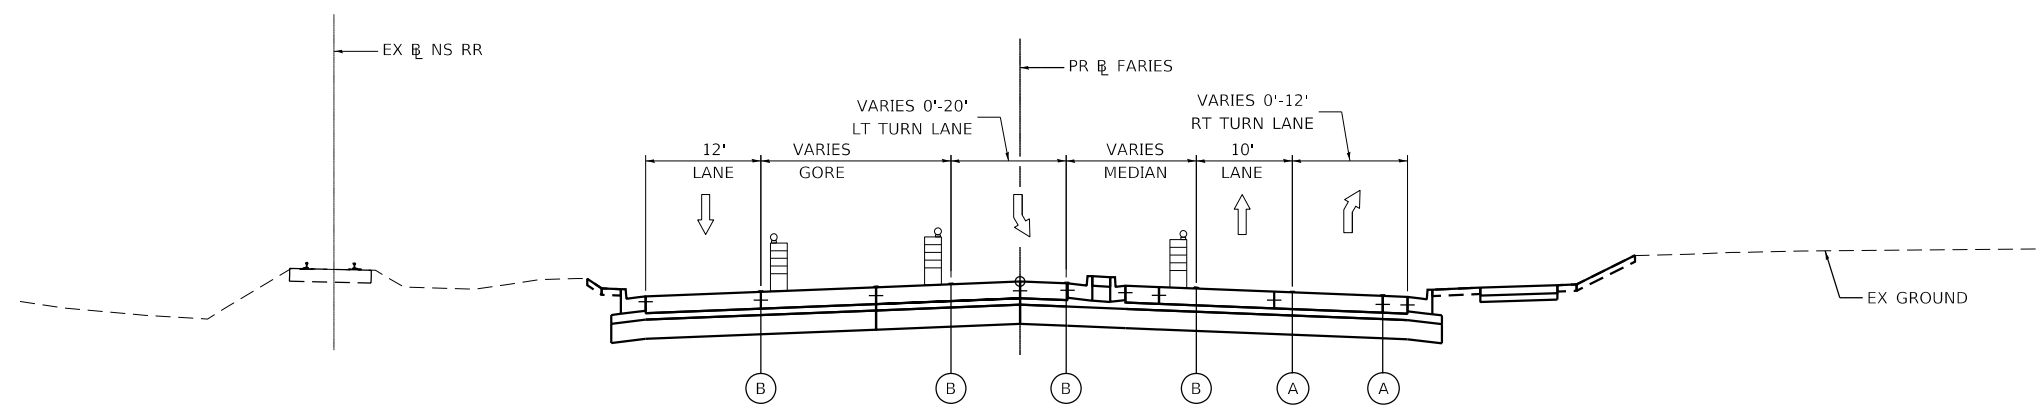 EX ℄ NS RR
PR ℄ FARIES
VARIES 0'-20'
LT TURN LANE
VARIES 0'-12'
RT TURN LANE
12'
LANE
VARIES
GORE
VARIES
MEDIAN
10'
LANE
EX GROUND
B
B
B
B
A
A